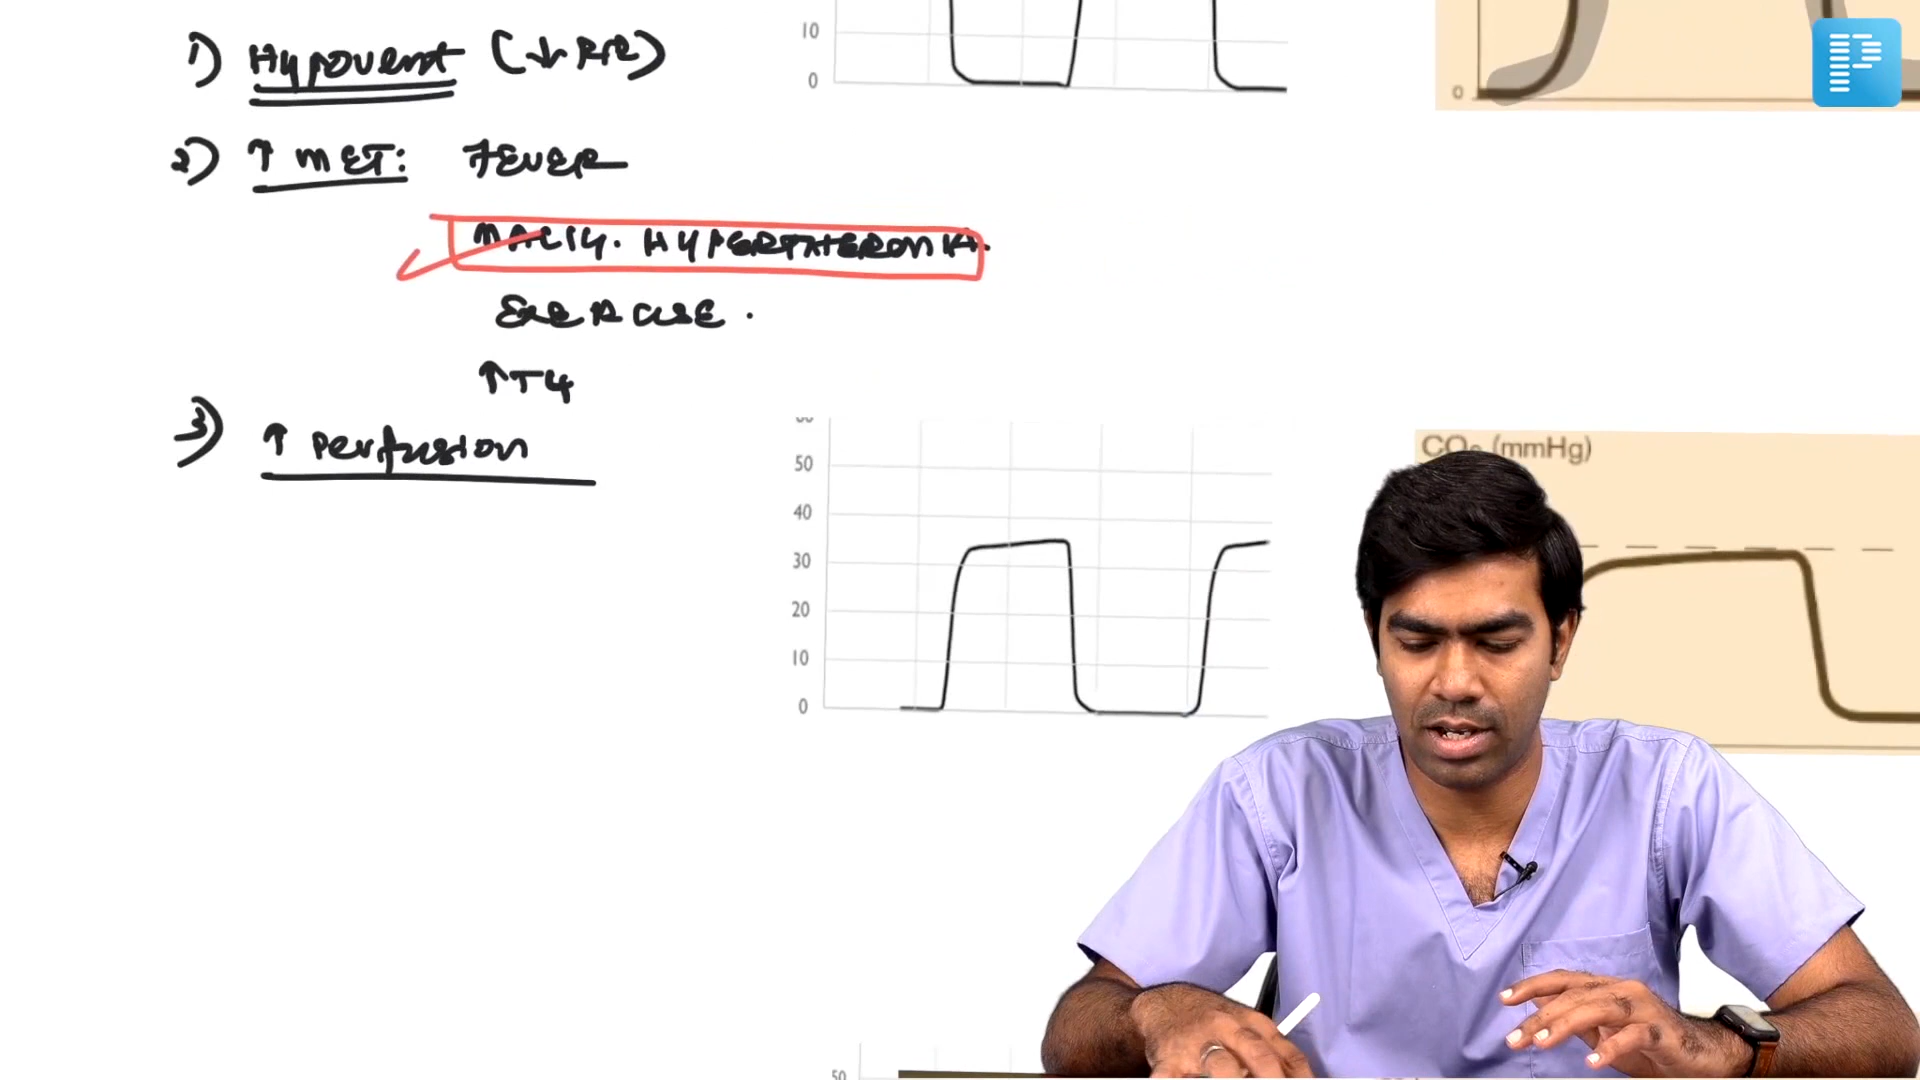 1) Hypovent (↓ RR)
10
0
0
2) ↑ MET: FEVER
MALIG. HYPERTHERMIA.
EXERCISE.
↑T4
3) ↑ perfusion
CO₂ (mmHg)
50
40
30
20
10
0
50
P